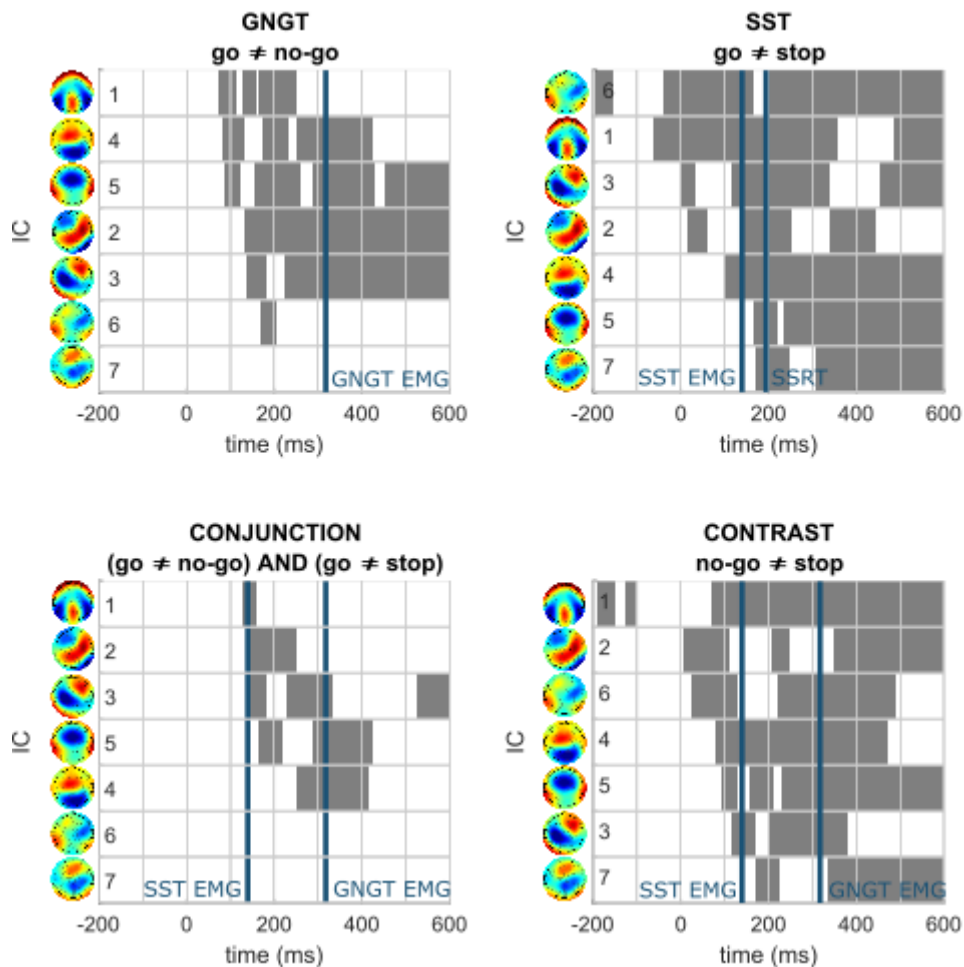 GNGT
go ≠ no-go
IC
1
4
5
2
3
6
7
GNGT EMG
-200 0 200 400 600
time (ms)
SST
go ≠ stop
6
1
3
2
4
5
7
SST EMG SSRT
-200 0 200 400 600
time (ms)
CONJUNCTION
(go ≠ no-go) AND (go ≠ stop)
IC
1
2
3
5
4
6
7
SST EMG GNGT EMG
-200 0 200 400 600
time (ms)
CONTRAST
no-go ≠ stop
IC
1
2
6
4
5
3
7
SST EMG GNGT EMG
-200 0 200 400 600
time (ms)